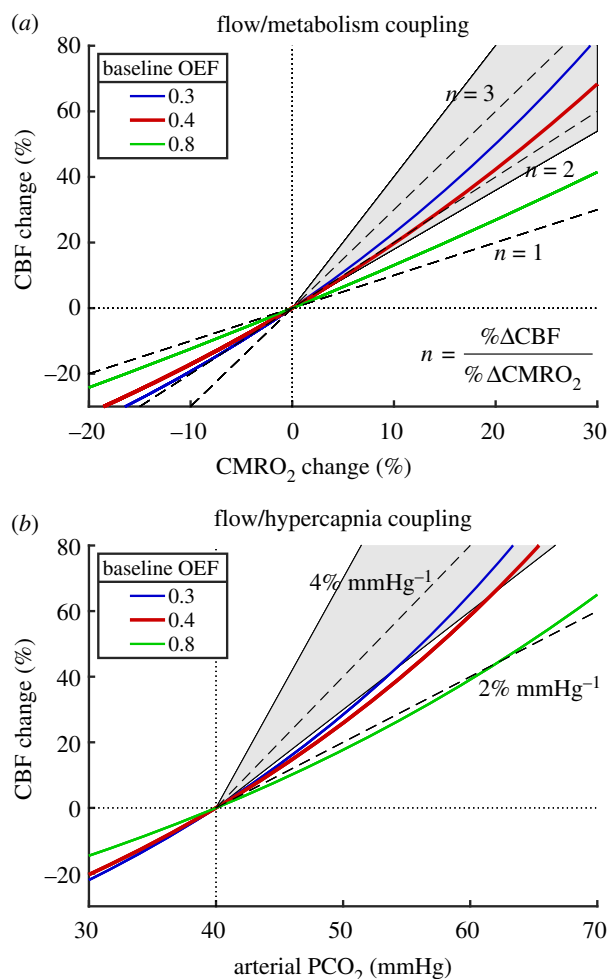 (a) flow/metabolism coupling
80
baseline OEF
0.3
0.4
0.8
60
40
20
0
−20
CBF change (%)
n = 3
n = 2
n = 1
n = %ΔCBF
%ΔCMRO₂
−20 −10 0 10 20 30
CMRO₂ change (%)
(b) flow/hypercapnia coupling
80
baseline OEF
0.3
0.4
0.8
60
40
20
0
−20
CBF change (%)
4% mmHg⁻¹
2% mmHg⁻¹
30 40 50 60 70
arterial PCO₂ (mmHg)